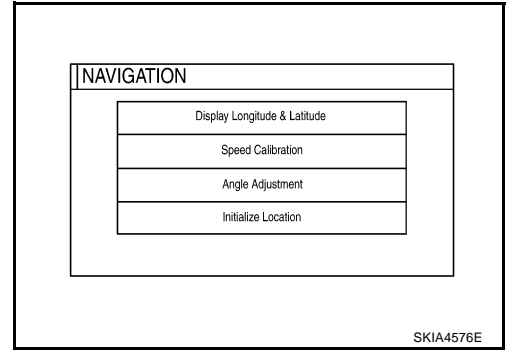 NAVIGATION
Display Longitude & Latitude
Speed Calibration
Angle Adjustment
Initialize Location
SKIA4576E